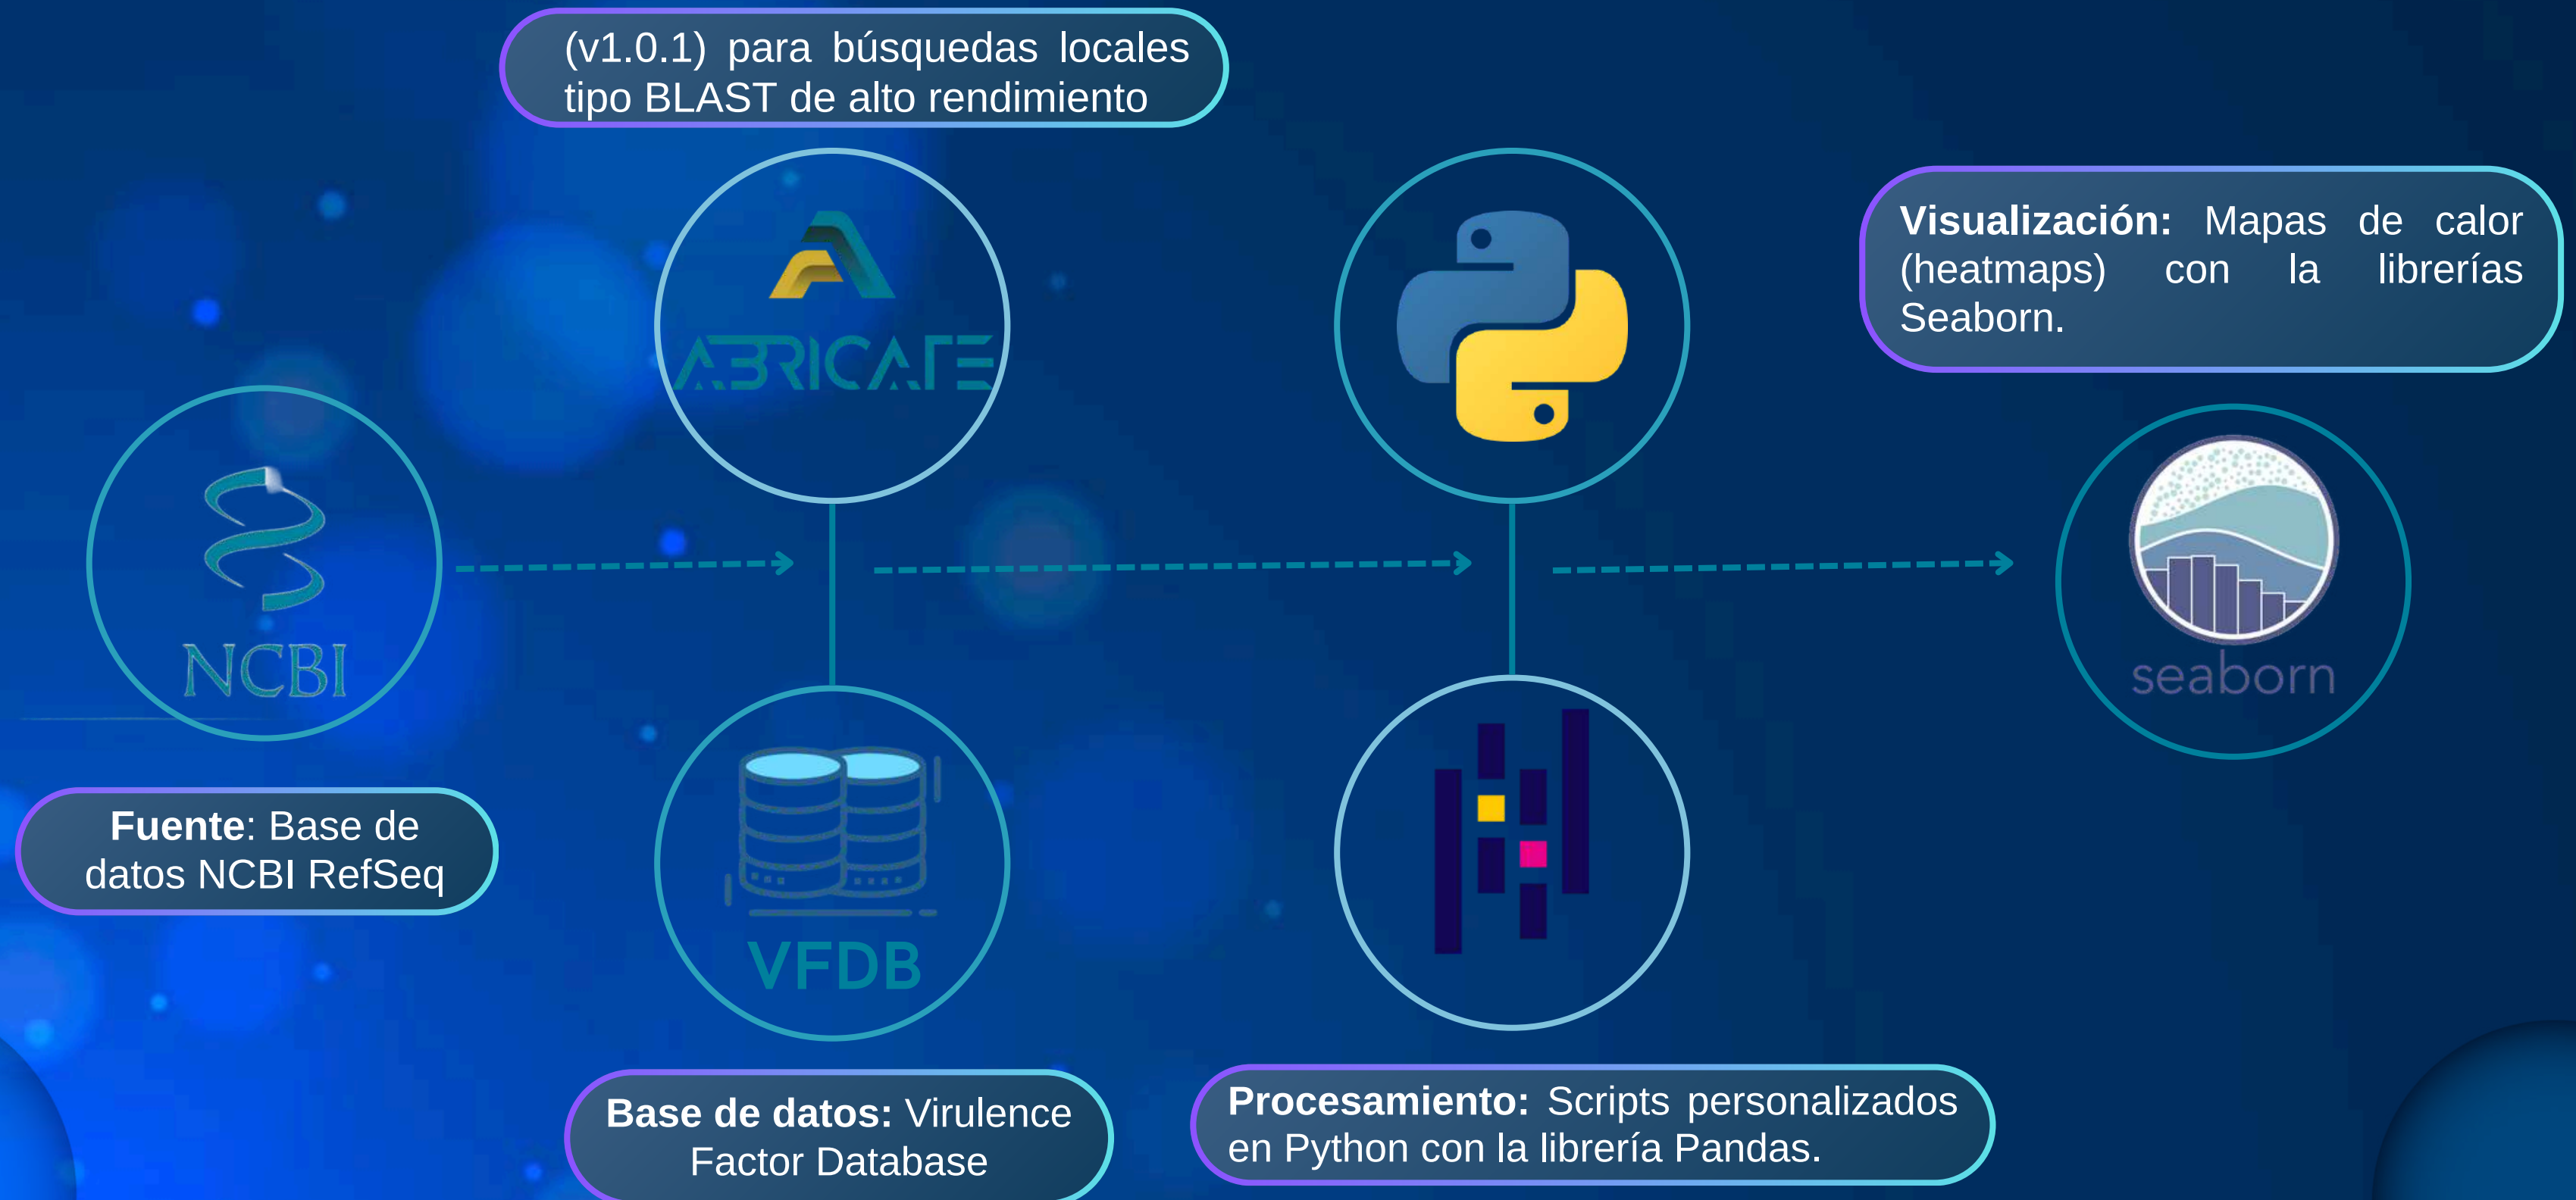 (v1.0.1) para búsquedas locales
tipo BLAST de alto rendimiento
ABRICATE
Visualización: Mapas de calor
(heatmaps) con la librerías
Seaborn.
NCBI
seaborn
Fuente: Base de
datos NCBI RefSeq
VFDB
Base de datos: Virulence
Factor Database
Procesamiento: Scripts personalizados
en Python con la librería Pandas.